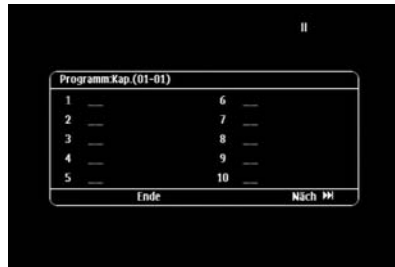 Programm:Kap.(01-01)
1 __ 6 __
2 __ 7 __
3 __ 8 __
4 __ 9 __
5 __ 10 __
Ende Näch ⏭